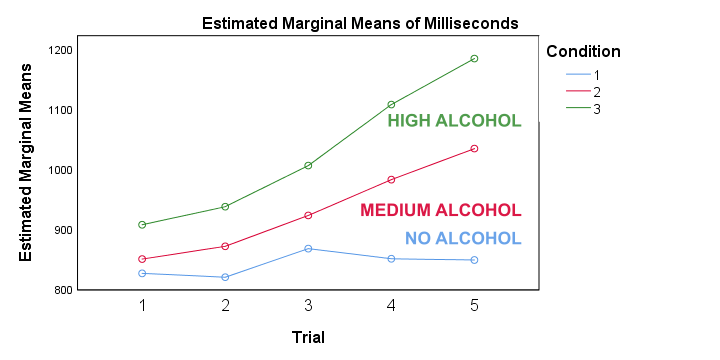 Estimated Marginal Means of Milliseconds
Estimated Marginal Means
1200
1100
1000
900
800
HIGH ALCOHOL
MEDIUM ALCOHOL
NO ALCOHOL
1 2 3 4 5
Trial
Condition
1
2
3